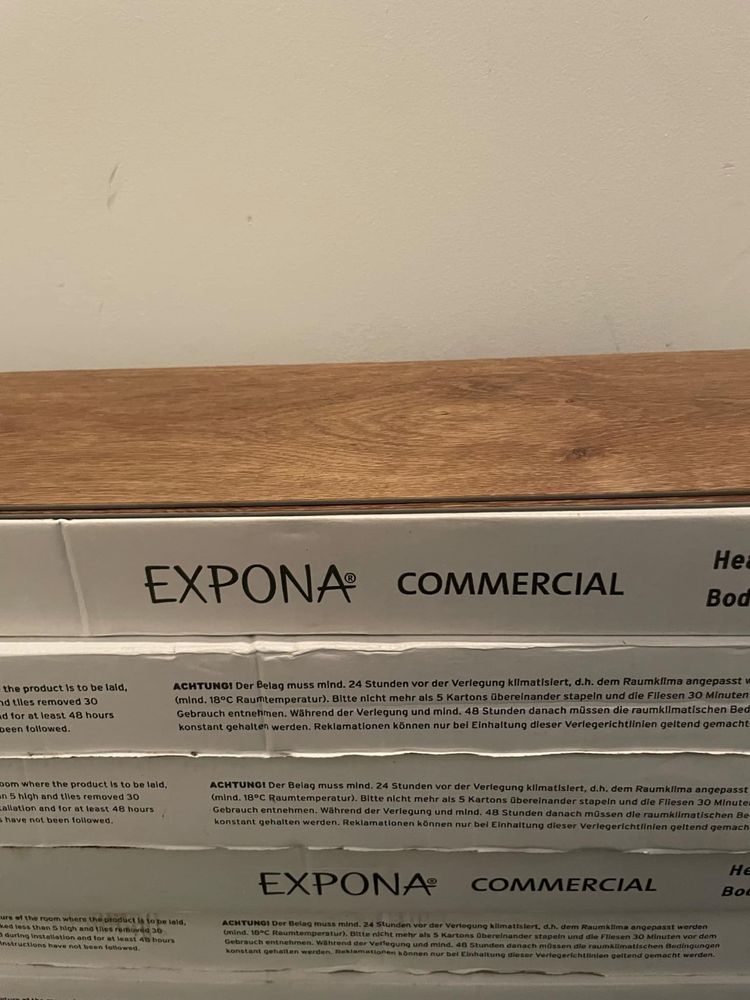 EXPONA® COMMERCIAL
Hea
Bod
the product is to be laid,
nd tiles removed 30
d for at least 48 hours
been followed.
ACHTUNG! Der Belag muss mind. 24 Stunden vor der Verlegung klimatisiert, d.h. dem Raumklima angepasst w
(mind. 18°C Raumtemperatur). Bitte nicht mehr als 5 Kartons übereinander stapeln und die Fliesen 30 Minuten
Gebrauch entnehmen. Während der Verlegung und mind. 48 Stunden danach müssen die raumklimatischen Bed
konstant gehalten werden. Reklamationen können nur bei Einhaltung dieser Verlegerichtlinien geltend gemacht
oom where the product is to be laid,
n 5 high and tiles removed 30
allation and for at least 48 hours
s have not been followed.
ACHTUNG! Der Belag muss mind. 24 Stunden vor der Verlegung klimatisiert, d.h. dem Raumklima angepasst
(mind. 18°C Raumtemperatur). Bitte nicht mehr als 5 Kartons übereinander stapeln und die Fliesen 30 Minute
Gebrauch entnehmen. Während der Verlegung und mind. 48 Stunden danach müssen die raumklimatischen Be
konstant gehalten werden. Reklamationen können nur bei Einhaltung dieser Verlegerichtlinien geltend gemach
EXPONA® COMMERCIAL
He
Bod
ure of the room where the product is to be laid,
ked less than 5 high and tiles removed 30
d during installation and for at least 48 hours
instructions have not been followed.
ACHTUNG! Der Belag muss mind. 24 Stunden vor der Verlegung klimatisiert, d.h. dem Raumklima angepasst werden
(mind. 18°C Raumtemperatur). Bitte nicht mehr als 5 Kartons übereinander stapeln und die Fliesen 30 Minuten vor dem
Gebrauch entnehmen. Während der Verlegung und mind. 48 Stunden danach müssen die raumklimatischen Bedingungen
konstant gehalten werden. Reklamationen können nur bei Einhaltung dieser Verlegerichtlinien geltend gemacht werden.